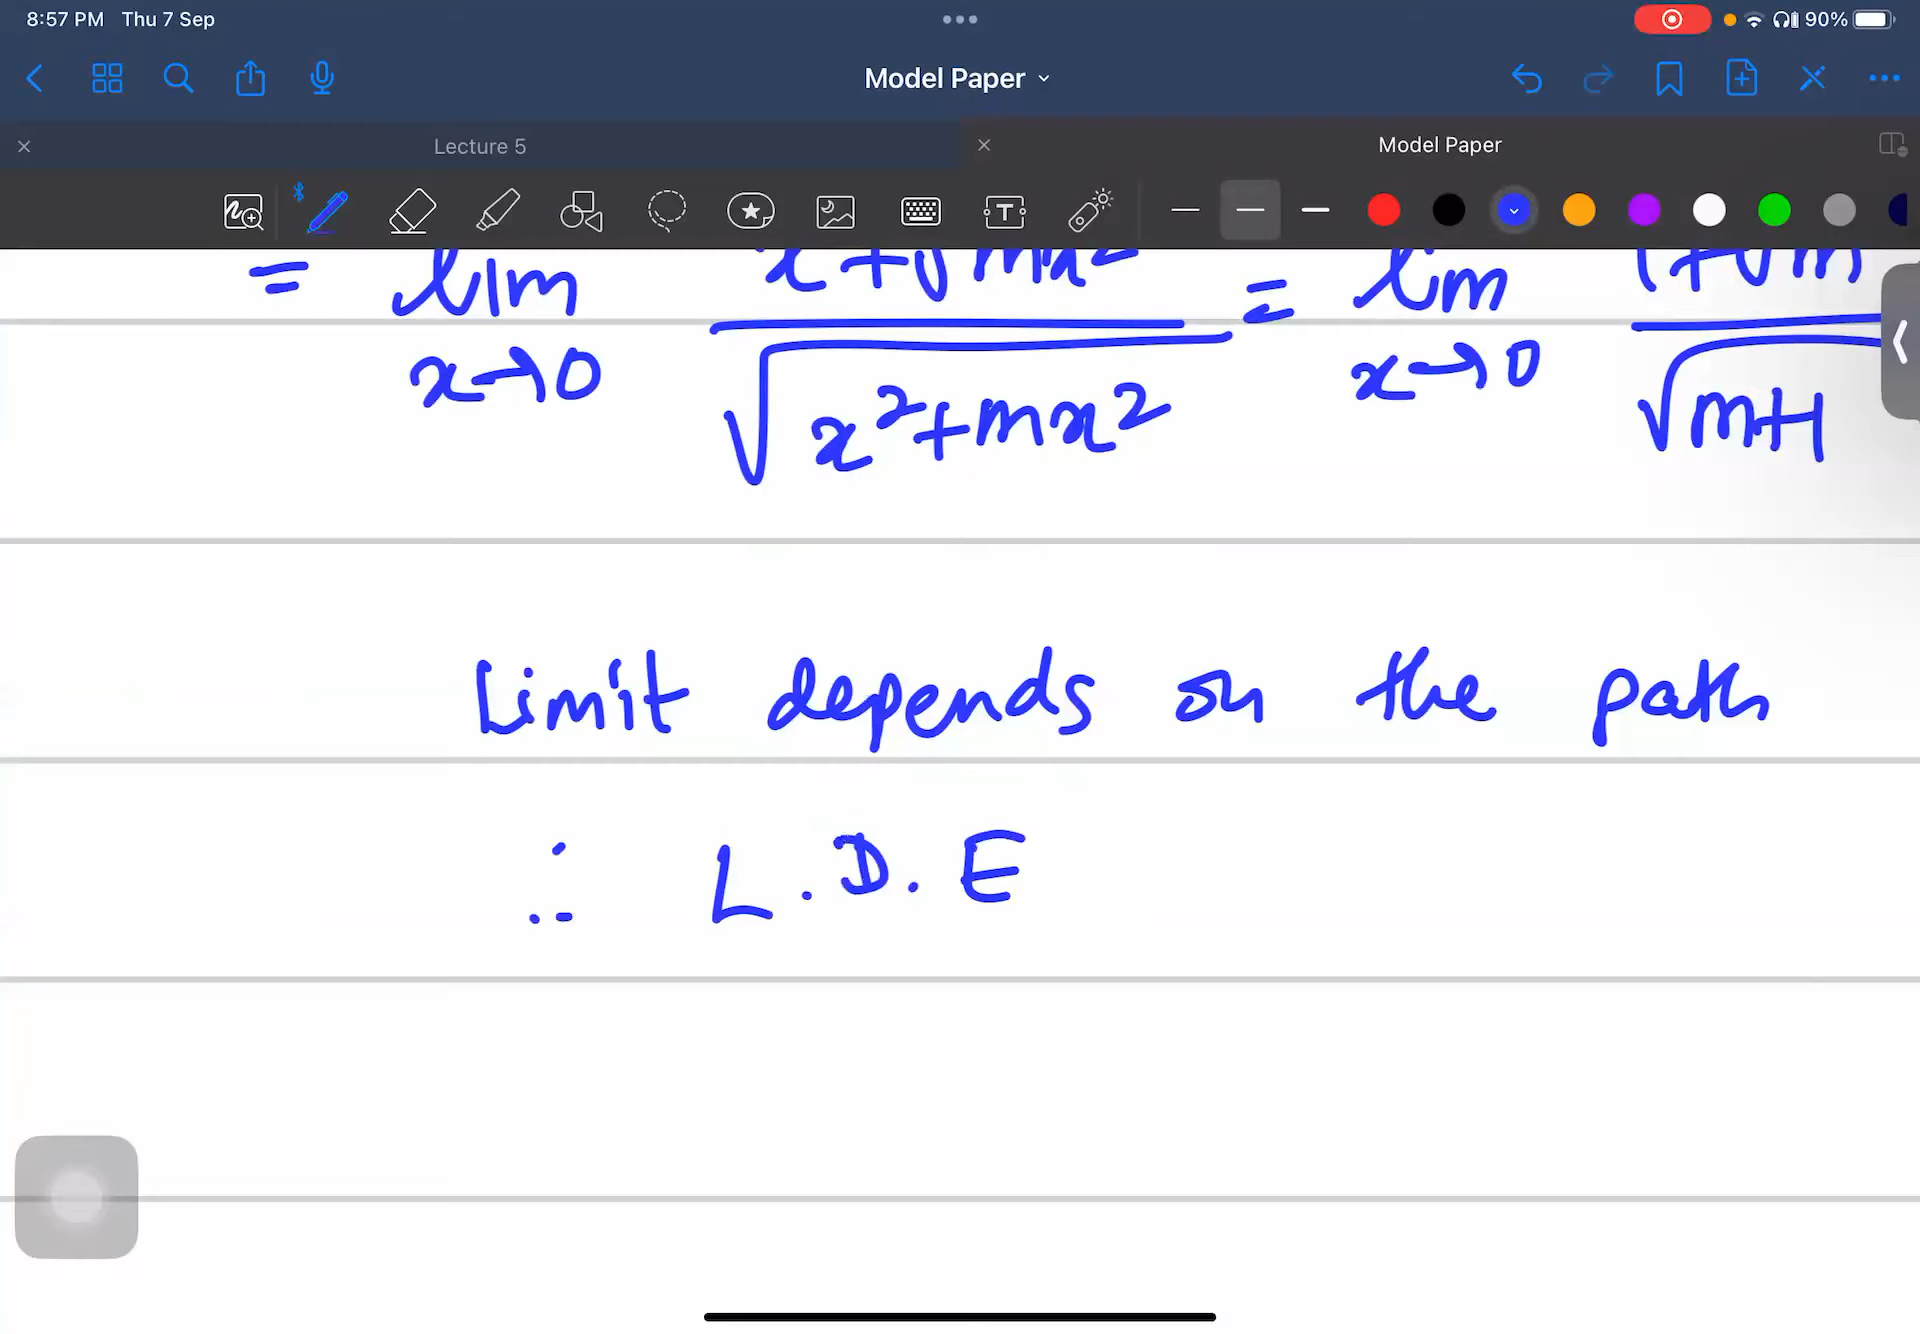 8:57 PM Thu 7 Sep 90%
Model Paper
Lecture 5 Model Paper
= lim x+√mx² = lim 1+√m
x→0 √x²+mx² x→0 √m+1
Limit depends on the path
∴ L.D.E